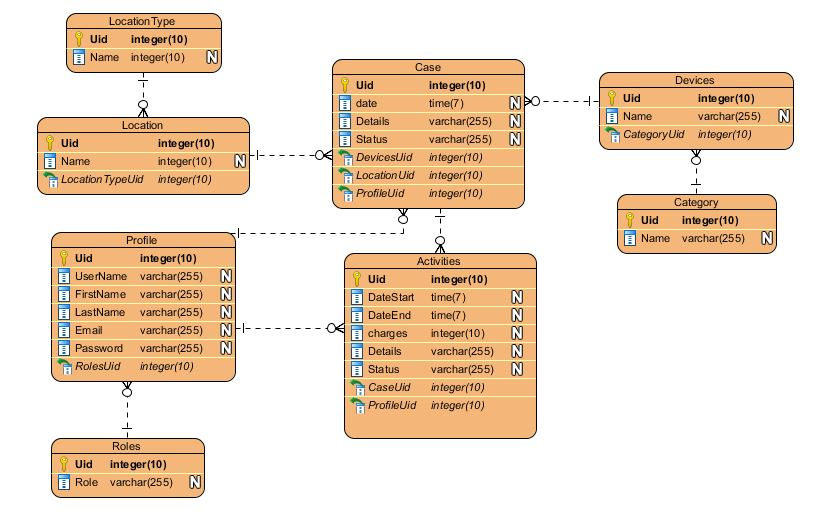 LocationType
Uid integer(10)
Name integer(10) N
Location
Uid integer(10)
Name integer(10) N
LocationTypeUid integer(10)
Case
Uid integer(10)
date time(7) N
Details varchar(255) N
Status varchar(255) N
DevicesUid integer(10)
LocationUid integer(10)
ProfileUid integer(10)
Devices
Uid integer(10)
Name varchar(255) N
CategoryUid integer(10)
Category
Uid integer(10)
Name varchar(255) N
Profile
Uid integer(10)
UserName varchar(255) N
FirstName varchar(255) N
LastName varchar(255) N
Email varchar(255) N
Password varchar(255) N
RolesUid integer(10)
Activities
Uid integer(10)
DateStart time(7) N
DateEnd time(7) N
charges integer(10) N
Details varchar(255) N
Status varchar(255) N
CaseUid integer(10)
ProfileUid integer(10)
Roles
Uid integer(10)
Role varchar(255) N